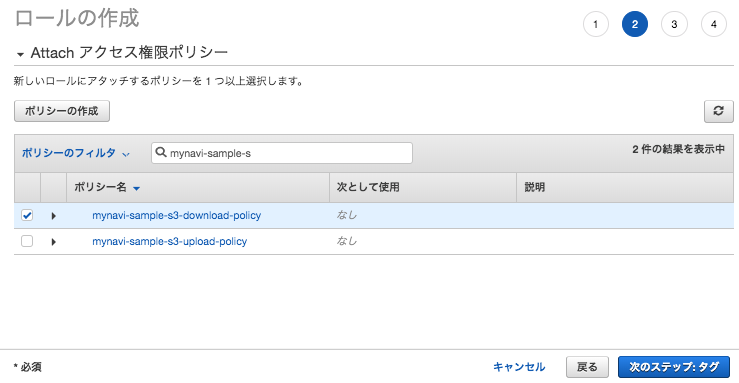 ロールの作成
1 2 3 4
Attach アクセス権限ポリシー
新しいロールにアタッチするポリシーを 1 つ以上選択します。
ポリシーの作成
ポリシーのフィルタ mynavi-sample-s 2 件の結果を表示中
ポリシー名 次として使用 説明
mynavi-sample-s3-download-policy なし
mynavi-sample-s3-upload-policy なし
* 必須 キャンセル 戻る 次のステップ: タグ